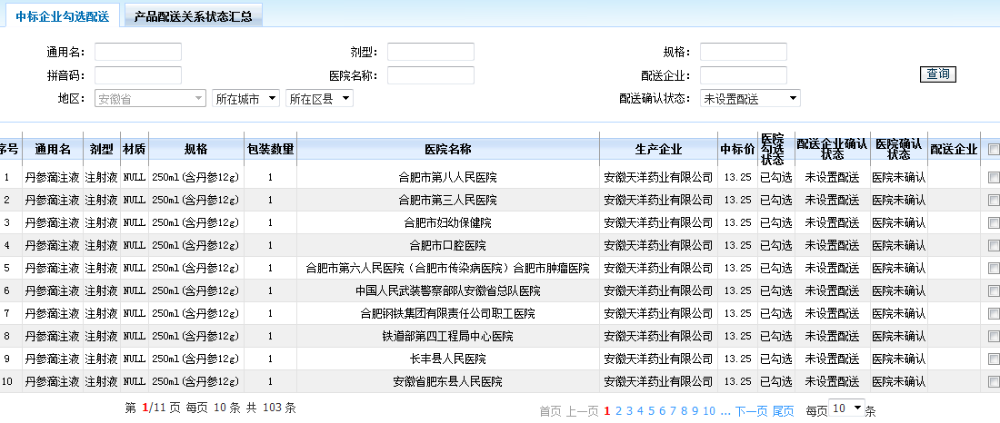 中标企业勾选配送 产品配送关系状态汇总
通用名： 剂型： 规格：
拼音码： 医院名称： 配送企业： 查询
地区： 安徽省 所在城市 所在区县 配送确认状态： 未设置配送
序号 通用名 剂型 材质 规格 包装数量 医院名称 生产企业 中标价 医院勾选状态 配送企业确认状态 医院确认状态 配送企业
1 丹参滴注液 注射液 NULL 250ml(含丹参12g) 1 合肥市第八人民医院 安徽天洋药业有限公司 13.25 已勾选 未设置配送 医院未确认
2 丹参滴注液 注射液 NULL 250ml(含丹参12g) 1 合肥市第三人民医院 安徽天洋药业有限公司 13.25 已勾选 未设置配送 医院未确认
3 丹参滴注液 注射液 NULL 250ml(含丹参12g) 1 合肥市妇幼保健院 安徽天洋药业有限公司 13.25 已勾选 未设置配送 医院未确认
4 丹参滴注液 注射液 NULL 250ml(含丹参12g) 1 合肥市口腔医院 安徽天洋药业有限公司 13.25 已勾选 未设置配送 医院未确认
5 丹参滴注液 注射液 NULL 250ml(含丹参12g) 1 合肥市第六人民医院（合肥市传染病医院）合肥市肿瘤医院 安徽天洋药业有限公司 13.25 已勾选 未设置配送 医院未确认
6 丹参滴注液 注射液 NULL 250ml(含丹参12g) 1 中国人民武装警察部队安徽省总队医院 安徽天洋药业有限公司 13.25 已勾选 未设置配送 医院未确认
7 丹参滴注液 注射液 NULL 250ml(含丹参12g) 1 合肥钢铁集团有限责任公司职工医院 安徽天洋药业有限公司 13.25 已勾选 未设置配送 医院未确认
8 丹参滴注液 注射液 NULL 250ml(含丹参12g) 1 铁道部第四工程局中心医院 安徽天洋药业有限公司 13.25 已勾选 未设置配送 医院未确认
9 丹参滴注液 注射液 NULL 250ml(含丹参12g) 1 长丰县人民医院 安徽天洋药业有限公司 13.25 已勾选 未设置配送 医院未确认
10 丹参滴注液 注射液 NULL 250ml(含丹参12g) 1 安徽省肥东县人民医院 安徽天洋药业有限公司 13.25 已勾选 未设置配送 医院未确认
第 1/11 页 每页 10 条 共 103 条 首页 上一页 1 2 3 4 5 6 7 8 9 10 ... 下一页 尾页 每页 10 条